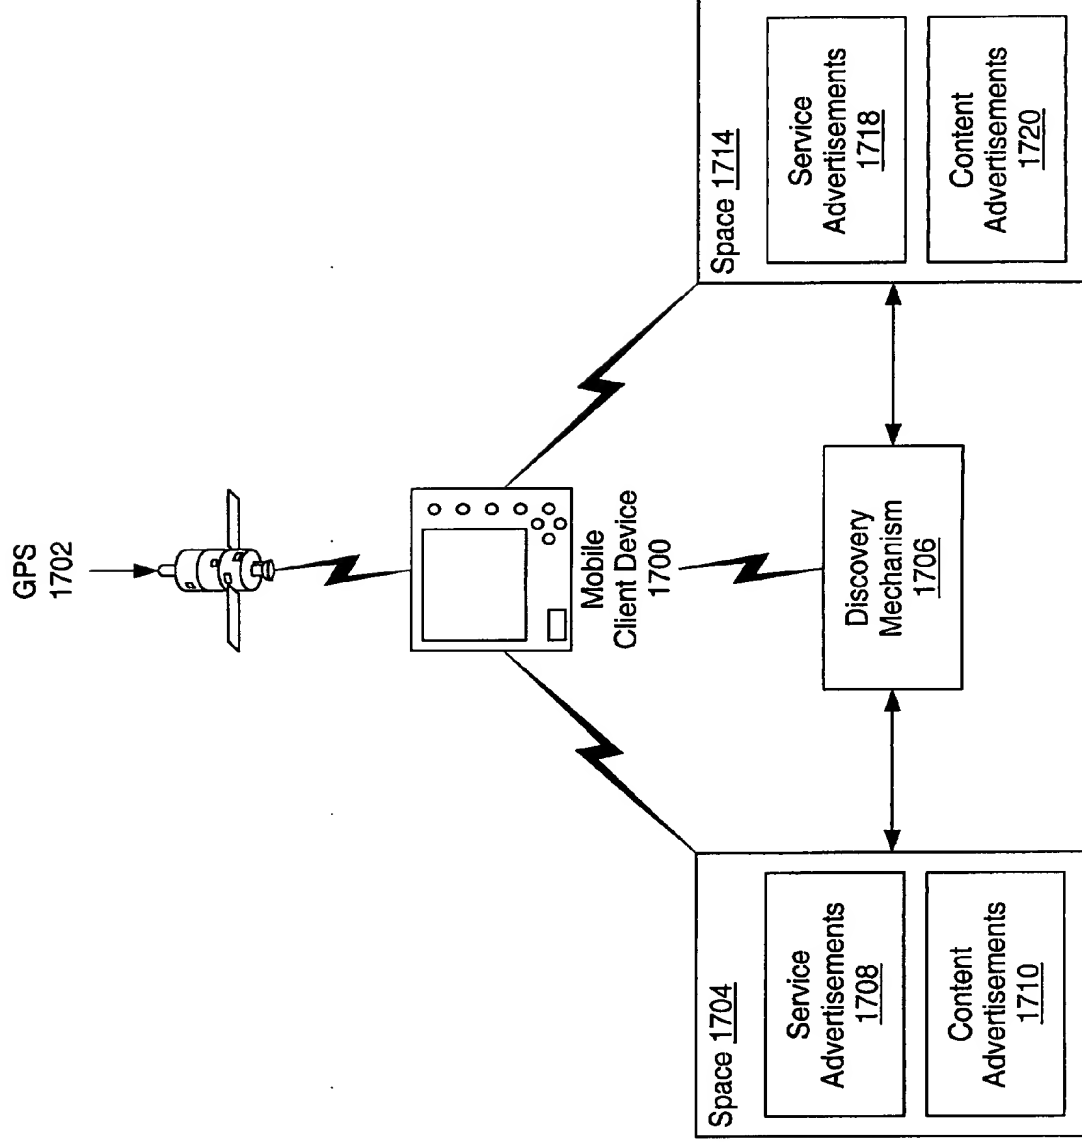 GPS
1702
Mobile
Client Device
1700
Discovery
Mechanism
1706
Space 1704
Service
Advertisements
1708
Content
Advertisements
1710
Space 1714
Service
Advertisements
1718
Content
Advertisements
1720